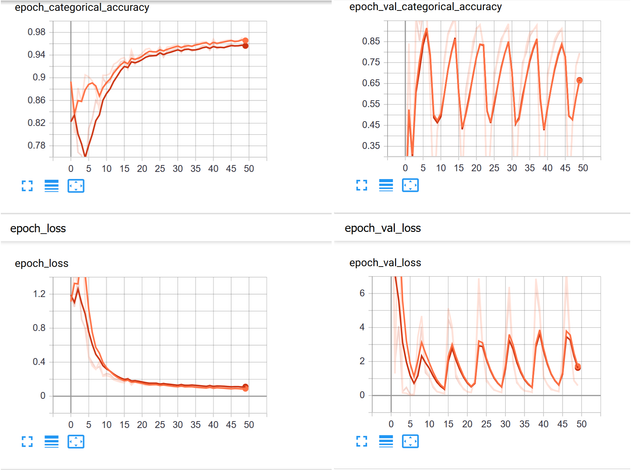 epoch_categorical_accuracy
0.98
0.94
0.9
0.86
0.82
0.78
0 5 10 15 20 25 30 35 40 45 50
epoch_val_categorical_accuracy
0.85
0.75
0.65
0.55
0.45
0.35
0 5 10 15 20 25 30 35 40 45 50
epoch_loss
epoch_loss
1.2
0.8
0.4
0
0 5 10 15 20 25 30 35 40 45 50
epoch_val_loss
epoch_val_loss
6
4
2
0
0 5 10 15 20 25 30 35 40 45 50